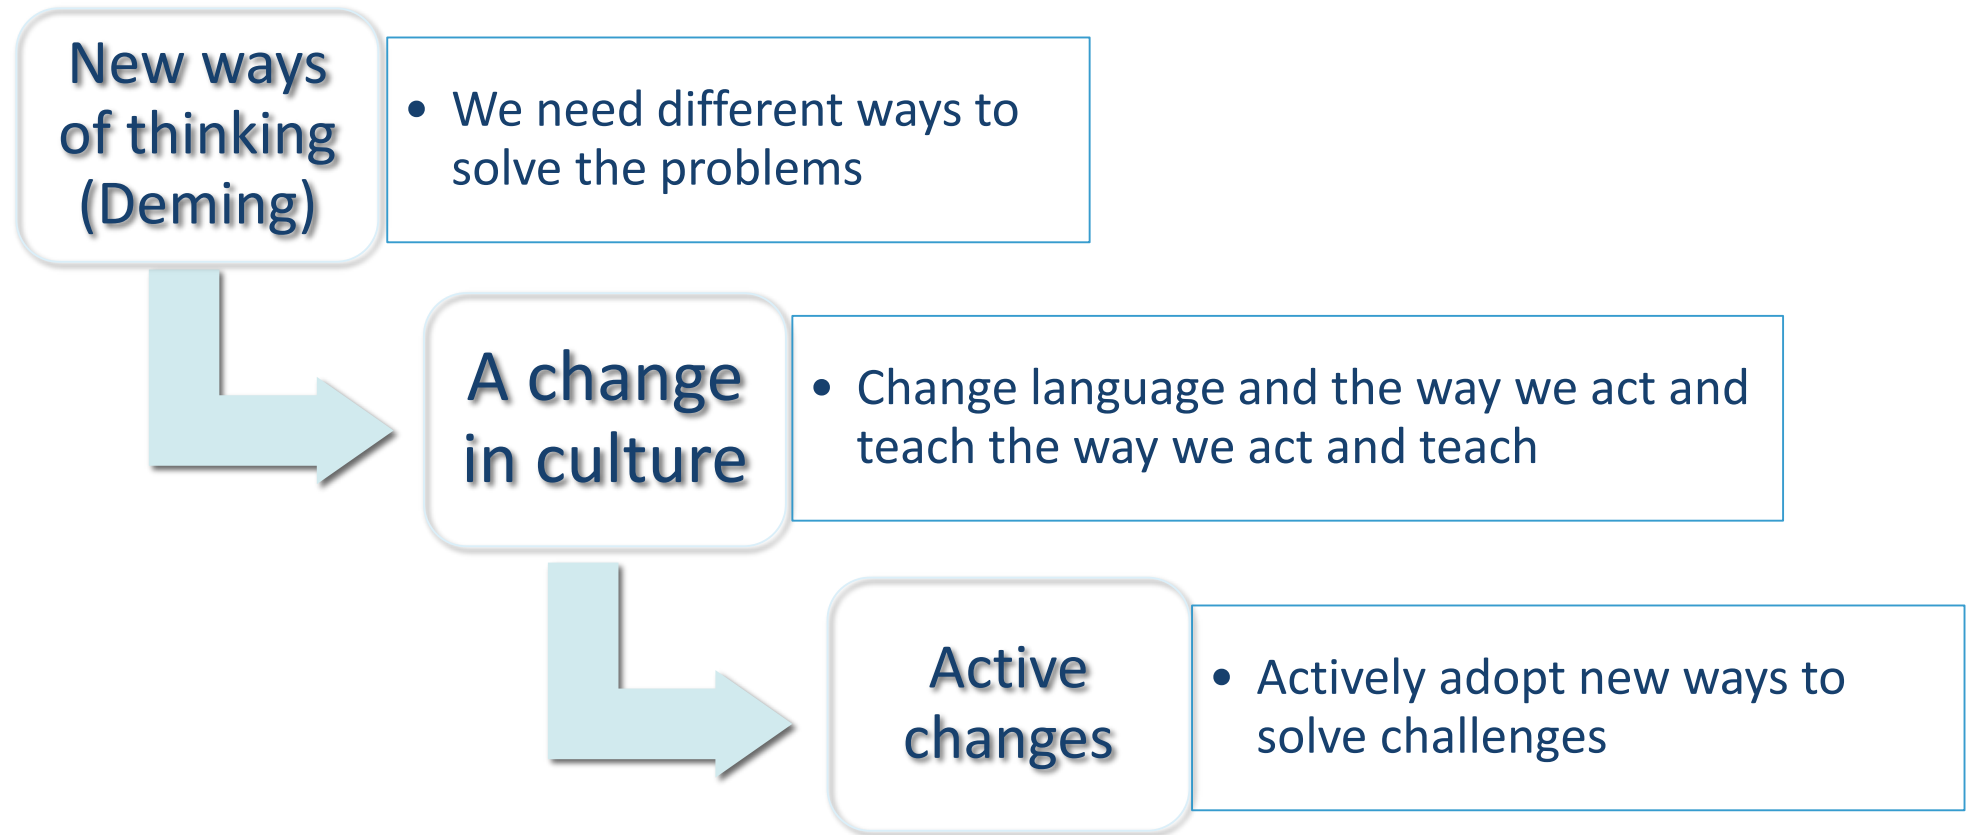 New ways
of thinking
(Deming)
• We need different ways to
solve the problems
A change
in culture
• Change language and the way we act and
teach the way we act and teach
Active
changes
• Actively adopt new ways to
solve challenges